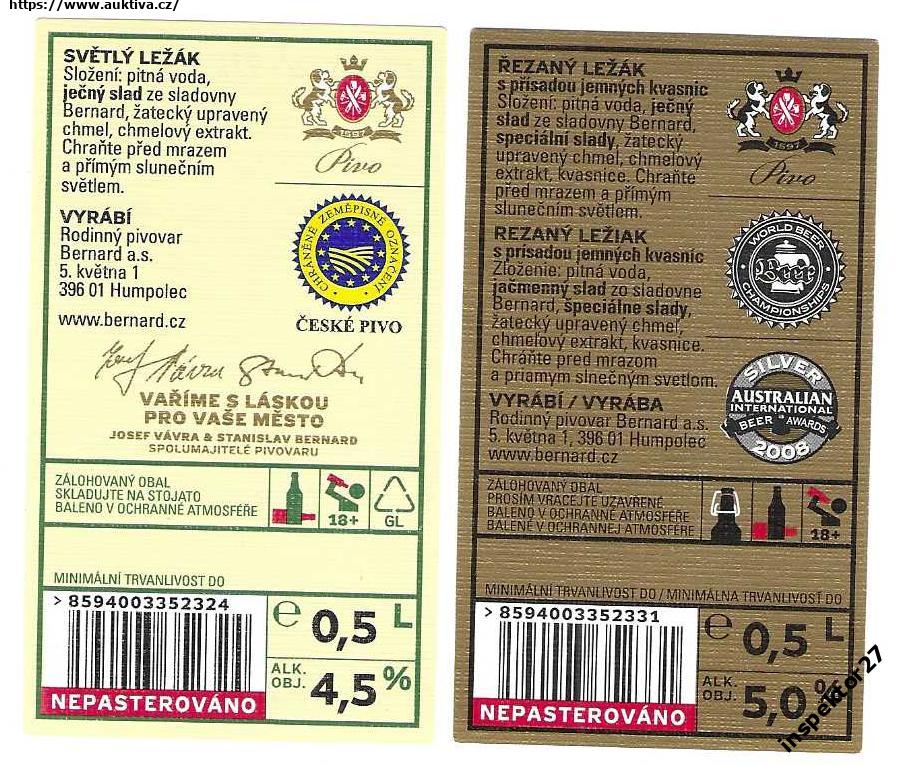 https://www.auktiva.cz/
SVĚTLÝ LEŽÁK
Složení: pitná voda,
ječný slad ze sladovny
Bernard, žatecký upravený
chmel, chmelový extrakt.
Chraňte před mrazem
a přímým slunečním
světlem.
VYRÁBÍ
Rodinný pivovar
Bernard a.s.
5. května 1
396 01 Humpolec
www.bernard.cz
1597
Pivo
CHRÁNĚNÉ ZEMĚPISNÉ OZNAČENÍ
ČESKÉ PIVO
VAŘÍME S LÁSKOU
PRO VAŠE MĚSTO
JOSEF VÁVRA & STANISLAV BERNARD
SPOLUMAJITELÉ PIVOVARU
ZÁLOHOVANÝ OBAL
SKLADUJTE NA STOJATO
BALENO V OCHRANNÉ ATMOSFÉŘE
18+
GL
MINIMÁLNÍ TRVANLIVOST DO
> 8594003352324
NEPASTEROVÁNO
e 0,5 L
ALK.
OBJ. 4,5 %
ŘEZANÝ LEŽÁK
s přísadou jemných kvasnic
Složení: pitná voda, ječný
slad ze sladovny Bernard,
speciální slady, žatecký
upravený chmel, chmelový
extrakt, kvasnice. Chraňte
před mrazem a přímým
slunečním světlem.
REZANÝ LEŽIAK
s prísadou jemných kvasníc
Zloženie: pitná voda,
jačmenný slad zo sladovne
Bernard, špeciálne slady,
žatecký upravený chmeľ,
chmeľový extrakt, kvasnice.
Chráňte pred mrazom
a priamym slnečným svetlom.
VYRÁBÍ / VYRÁBA
Rodinný pivovar Bernard a.s.
5. května 1, 396 01 Humpolec
www.bernard.cz
1597
Pivo
WORLD BEER
Beer
CHAMPIONSHIPS
SILVER
AUSTRALIAN
INTERNATIONAL
BEER AWARDS
2008
ZÁLOHOVANÝ OBAL
PROSÍM VRACEJTE UZAVŘENÉ
BALENO V OCHRANNÉ ATMOSFÉŘE
BALENÉ V OCHRANNEJ ATMOSFÉRE
18+
MINIMÁLNÍ TRVANLIVOST DO / MINIMÁLNA TRVANLIVOSŤ DO
> 8594003352331
NEPASTEROVÁNO
e 0,5 L
ALK.
OBJ. 5,0 %
inspektor27